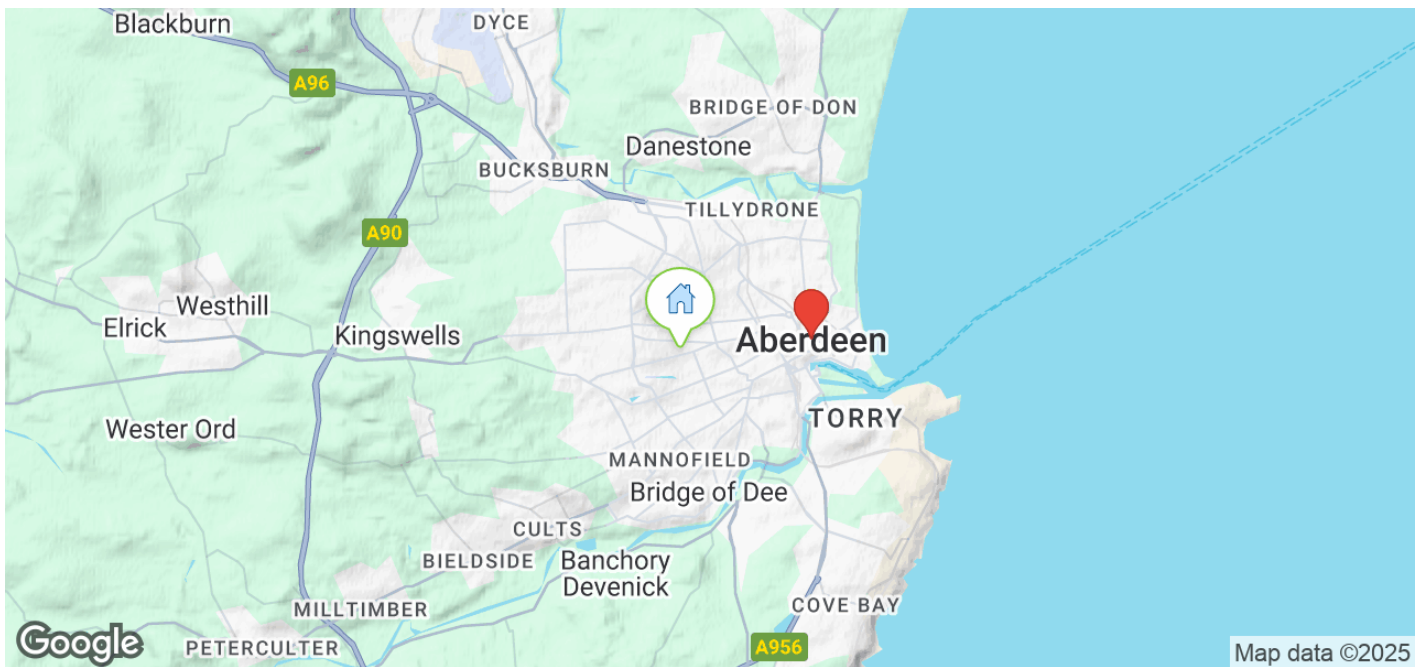 Blackburn
DYCE
A96
BRIDGE OF DON
Danestone
BUCKSBURN
TILLYDRONE
A90
Westhill
Elrick
Kingswells
Aberdeen
TORRY
Wester Ord
MANNOFIELD
Bridge of Dee
CULTS
BIELDSIDE
Banchory
Devenick
MILLTIMBER
COVE BAY
PETERCULTER
A956
Google
Map data ©2025